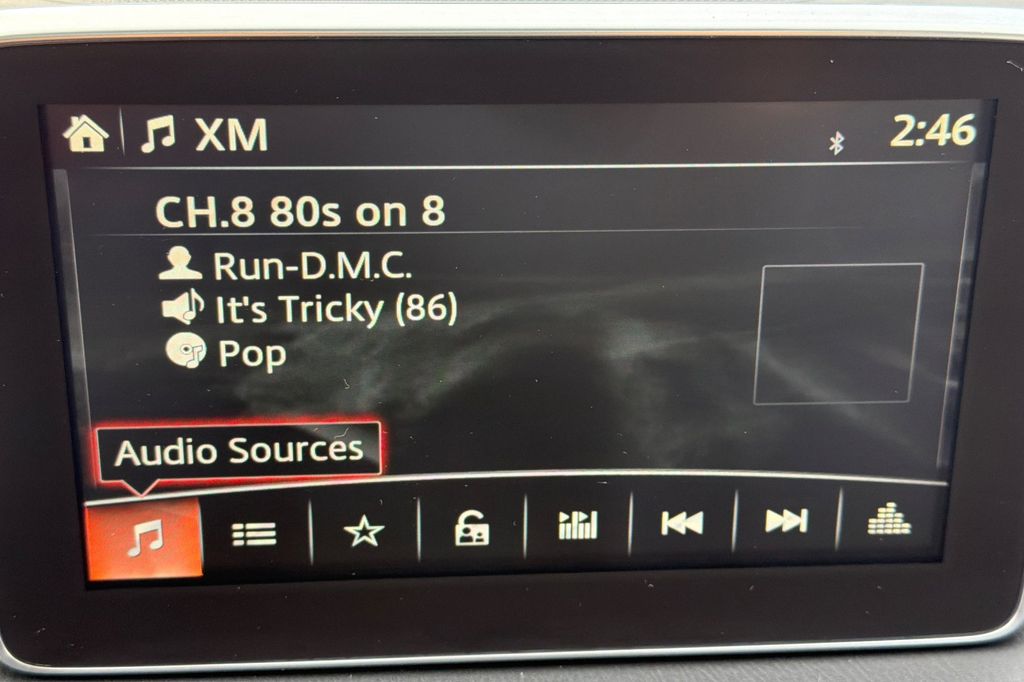 XM
2:46
CH.8 80s on 8
Run-D.M.C.
It's Tricky (86)
Pop
Audio Sources